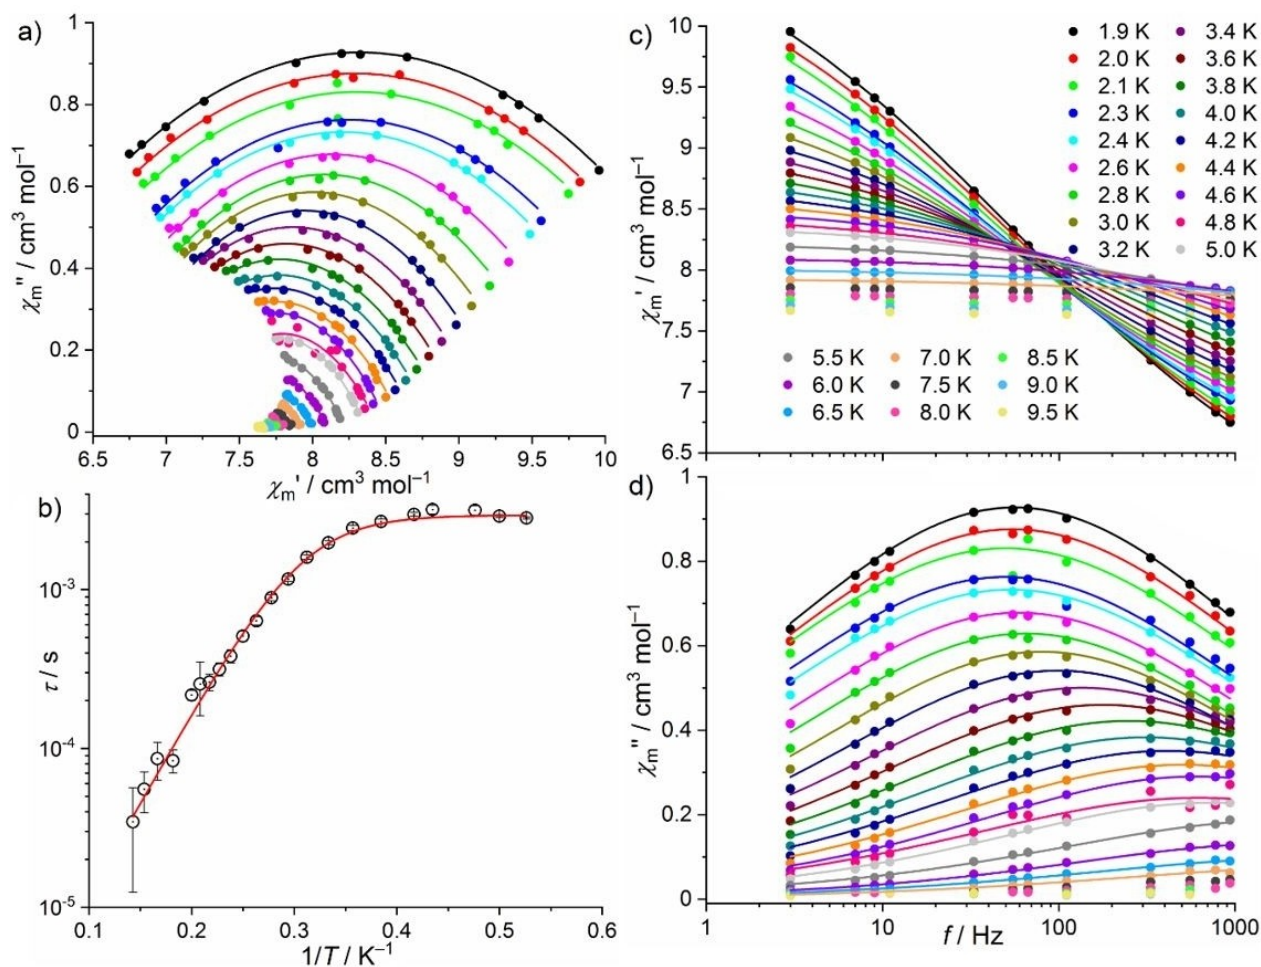 a)
1
0.8
0.6
0.4
0.2
0
χm'' / cm³ mol⁻¹
6.5 7 7.5 8 8.5 9 9.5 10
χm' / cm³ mol⁻¹
b)
10⁻³
10⁻⁴
10⁻⁵
τ / s
0.1 0.2 0.3 0.4 0.5 0.6
1/T / K⁻¹
c)
10
9.5
9
8.5
8
7.5
7
6.5
χm' / cm³ mol⁻¹
1.9 K 3.4 K
2.0 K 3.6 K
2.1 K 3.8 K
2.3 K 4.0 K
2.4 K 4.2 K
2.6 K 4.4 K
2.8 K 4.6 K
3.0 K 4.8 K
3.2 K 5.0 K
5.5 K 7.0 K 8.5 K
6.0 K 7.5 K 9.0 K
6.5 K 8.0 K 9.5 K
d)
1
0.8
0.6
0.4
0.2
0
χm'' / cm³ mol⁻¹
1 10 100 1000
f / Hz